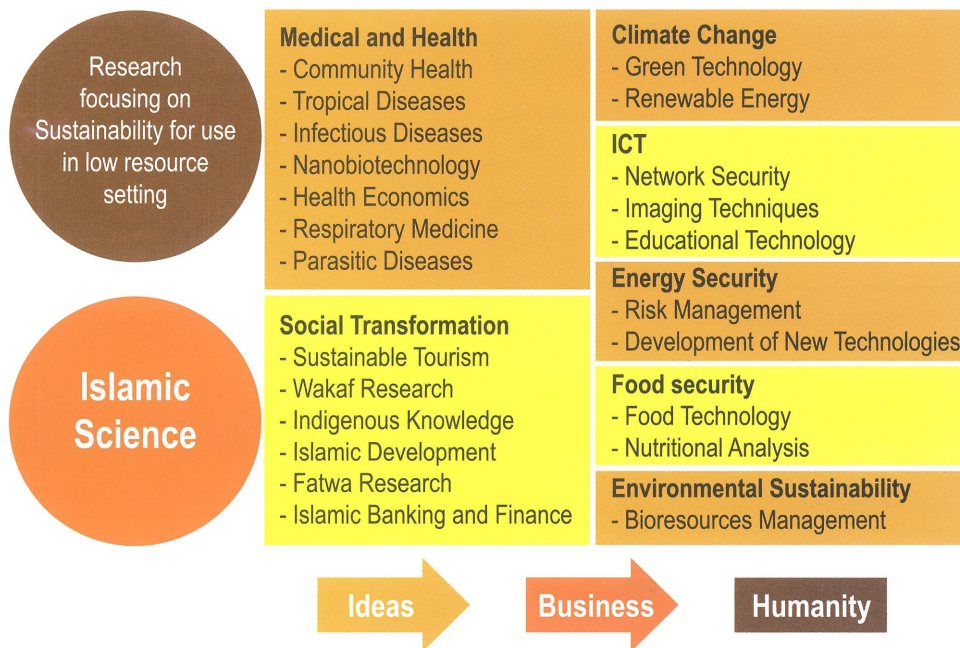 Research
focusing on
Sustainability for use
in low resource
setting
Islamic
Science
Medical and Health
- Community Health
- Tropical Diseases
- Infectious Diseases
- Nanobiotechnology
- Health Economics
- Respiratory Medicine
- Parasitic Diseases
Social Transformation
- Sustainable Tourism
- Wakaf Research
- Indigenous Knowledge
- Islamic Development
- Fatwa Research
- Islamic Banking and Finance
Climate Change
- Green Technology
- Renewable Energy
ICT
- Network Security
- Imaging Techniques
- Educational Technology
Energy Security
- Risk Management
- Development of New Technologies
Food security
- Food Technology
- Nutritional Analysis
Environmental Sustainability
- Bioresources Management
Ideas
Business
Humanity